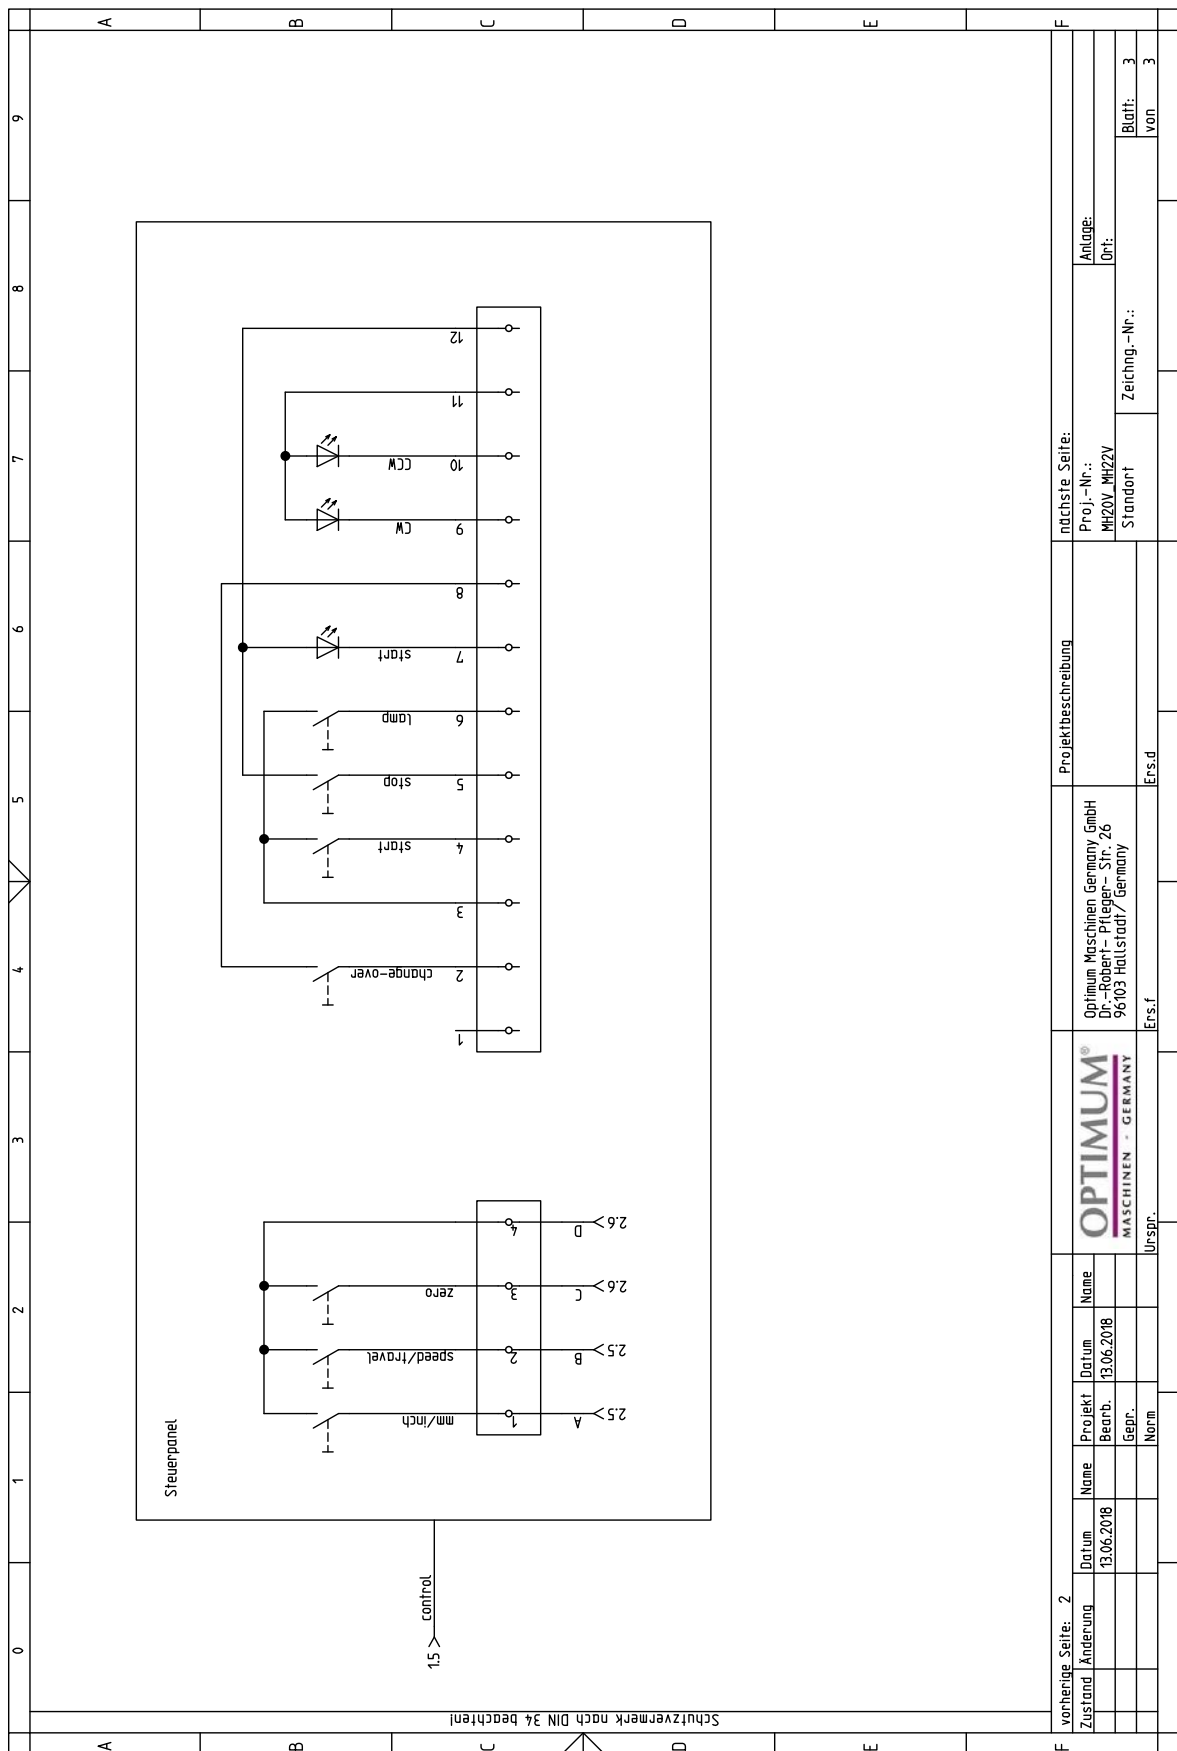 0 1 2 3 4 5 6 7 8 9
A
B
C
D
E
F
A
B
C
D
E
F
Schutzvermerk nach DIN 34 beachten!
Steuerpanel
1.5 control
mm/inch
speed/travel
zero
1 2 3 4
A B C D
2.5 2.5 2.6 2.6
change-over
start
stop
lamp
start
CW
CCW
1 2 3 4 5 6 7 8 9 10 11 12
vorherige Seite: 2
Zustand Änderung Datum Name
13.06.2018
Projekt Datum Name
Bearb. 13.06.2018
Gepr.
Norm
OPTIMUM®
MASCHINEN - GERMANY
Urspr.
Optimum Maschinen Germany GmbH
Dr.-Robert- Pfleger- Str. 26
96103 Hallstadt/ Germany
Ers.f
Ers.d
Projektbeschreibung
nächste Seite:
Proj.-Nr.:
MH20V_MH22V
Anlage:
Ort:
Standort
Zeichng.-Nr.:
Blatt: 3
von 3